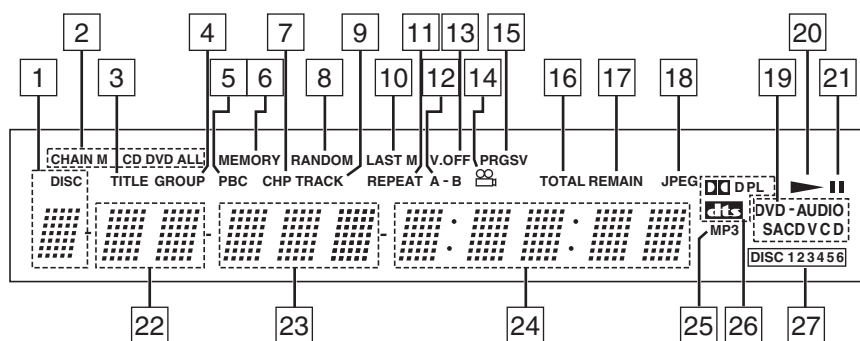 2 4 7 9 11 13 15 20
1 3 5 6 8 10 12 14 16 17 18 19 21
CHAIN M CD DVD ALL MEMORY RANDOM LAST M V.OFF PRGSV
DISC TITLE GROUP PBC CHP TRACK REPEAT A - B TOTAL REMAIN JPEG D PL
dts DVD - AUDIO
MP3 SACD V C D
DISC 1 2 3 4 5 6
22 23 24 25 26 27